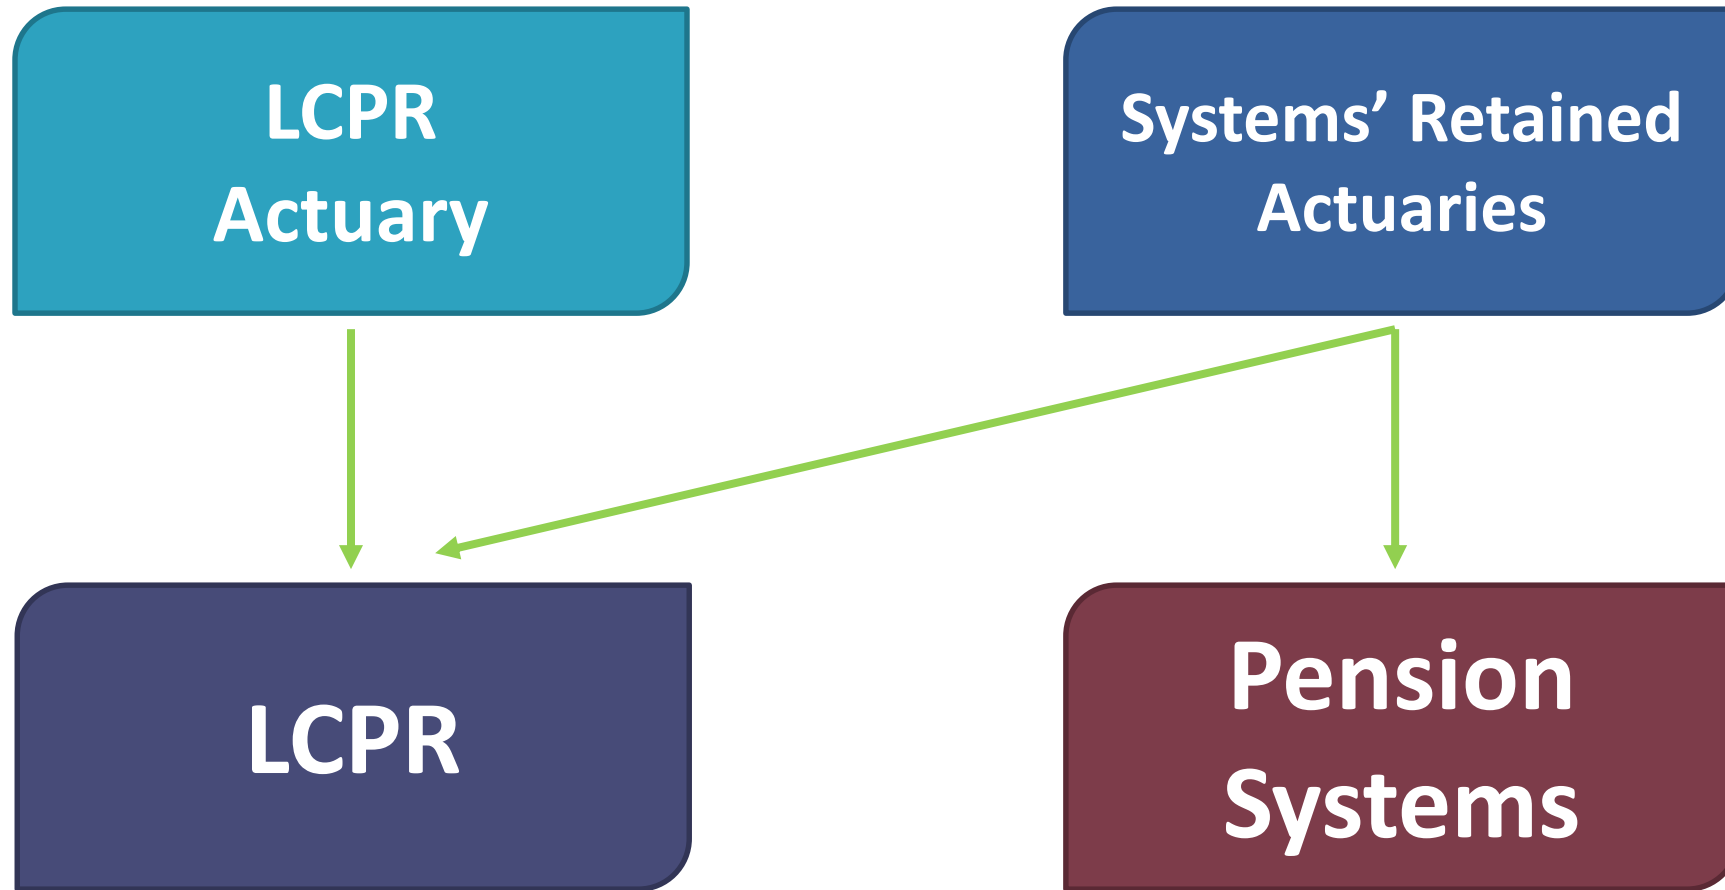 LCPR
Actuary
Systems’ Retained
Actuaries
LCPR
Pension
Systems